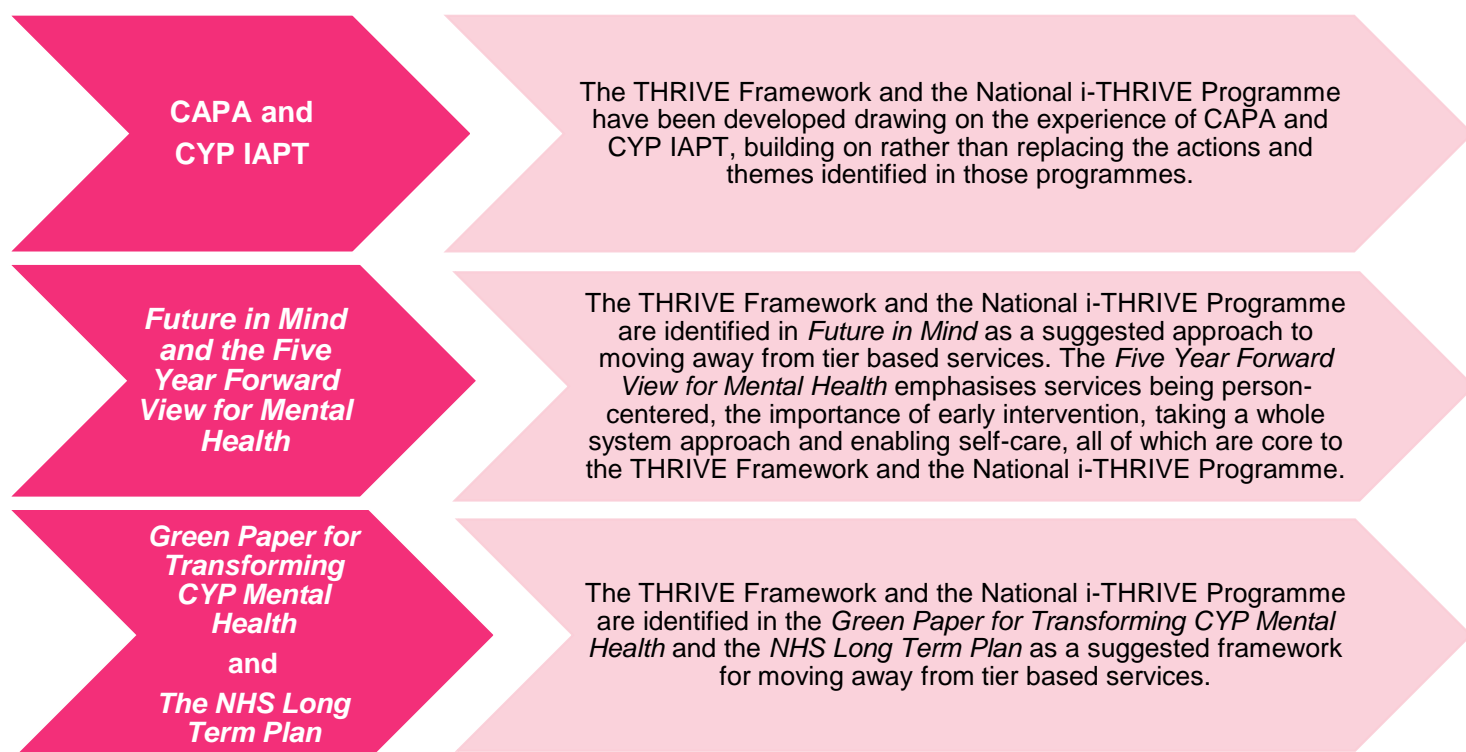 CAPA and
CYP IAPT
The THRIVE Framework and the National i-THRIVE Programme
have been developed drawing on the experience of CAPA and
CYP IAPT, building on rather than replacing the actions and
themes identified in those programmes.
Future in Mind
and the Five
Year Forward
View for Mental
Health
The THRIVE Framework and the National i-THRIVE Programme
are identified in Future in Mind as a suggested approach to
moving away from tier based services. The Five Year Forward
View for Mental Health emphasises services being person-
centered, the importance of early intervention, taking a whole
system approach and enabling self-care, all of which are core to
the THRIVE Framework and the National i-THRIVE Programme.
Green Paper for
Transforming
CYP Mental
Health
and
The NHS Long
Term Plan
The THRIVE Framework and the National i-THRIVE Programme
are identified in the Green Paper for Transforming CYP Mental
Health and the NHS Long Term Plan as a suggested framework
for moving away from tier based services.